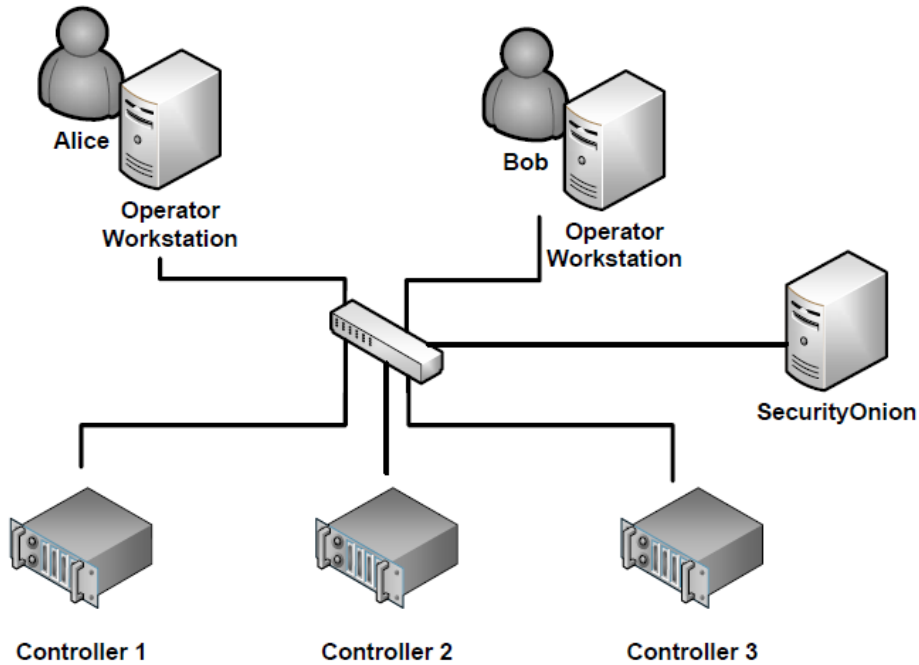 Alice
Bob
Operator
Workstation
Operator
Workstation
SecurityOnion
Controller 1
Controller 2
Controller 3